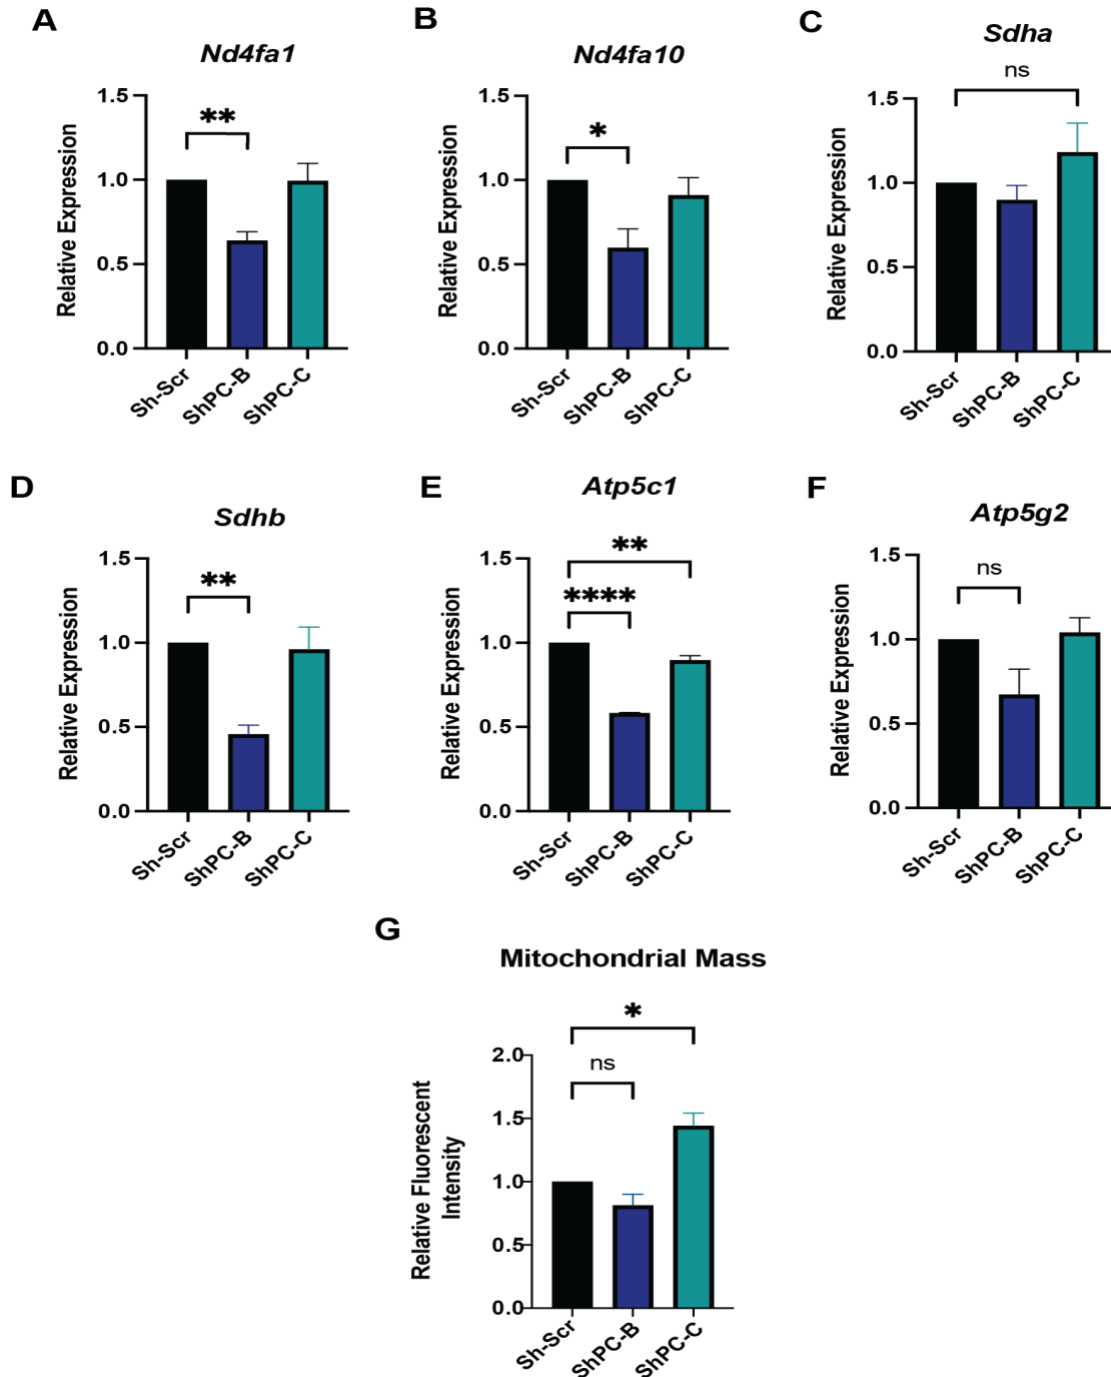 A
Nd4fa1
Relative Expression
1.5
1.0
0.5
0.0
**
Sh-Scr
ShPC-B
ShPC-C
B
Nd4fa10
Relative Expression
1.5
1.0
0.5
0.0
*
Sh-Scr
ShPC-B
ShPC-C
C
Sdha
Relative Expression
1.5
1.0
0.5
0.0
ns
Sh-Scr
ShPC-B
ShPC-C
D
Sdhb
Relative Expression
1.5
1.0
0.5
0.0
**
Sh-Scr
ShPC-B
ShPC-C
E
Atp5c1
Relative Expression
1.5
1.0
0.5
0.0
**
****
Sh-Scr
ShPC-B
ShPC-C
F
Atp5g2
Relative Expression
1.5
1.0
0.5
0.0
ns
Sh-Scr
ShPC-B
ShPC-C
G
Mitochondrial Mass
Relative Fluorescent
Intensity
2.0
1.5
1.0
0.5
0.0
*
ns
Sh-Scr
ShPC-B
ShPC-C